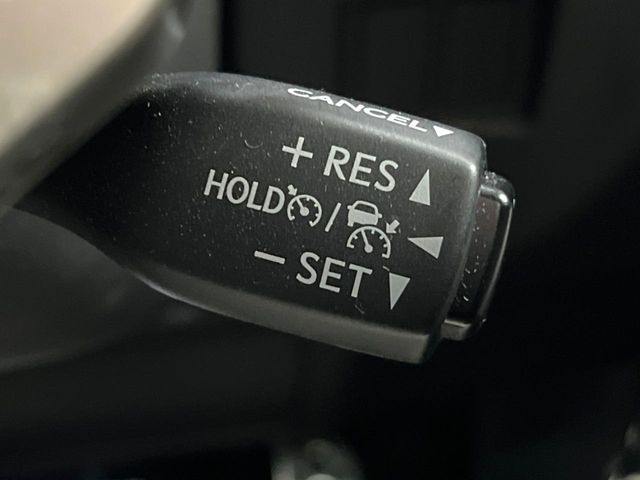 CANCEL
+ RES
HOLD /
- SET